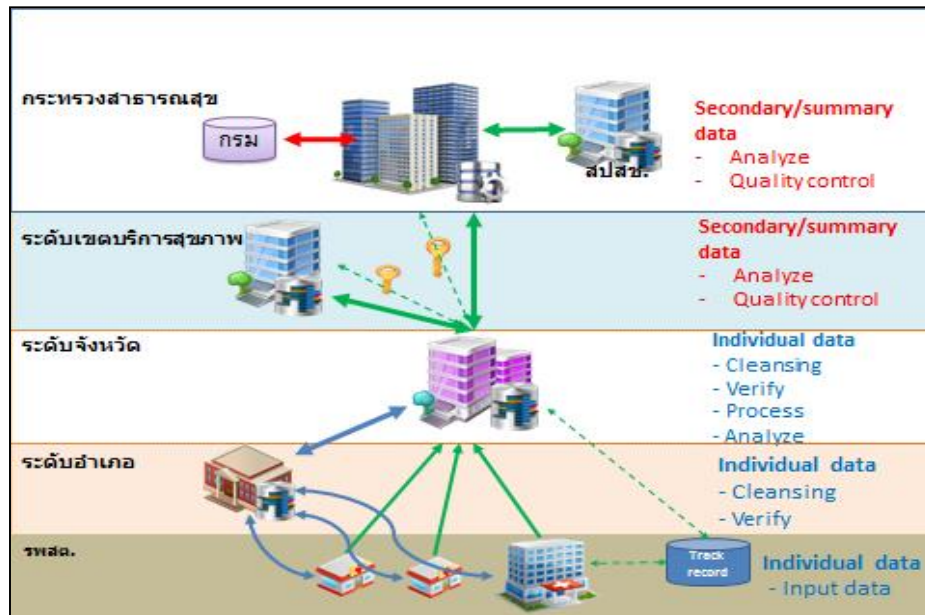 กระทรวงสาธารณสุข
กรม
สปสช.
Secondary/summary
data
- Analyze
- Quality control
ระดับเขตบริการสุขภาพ
Secondary/summary
data
- Analyze
- Quality control
ระดับจังหวัด
Individual data
- Cleansing
- Verify
- Process
- Analyze
ระดับอำเภอ
Individual data
- Cleansing
- Verify
รพสต.
Track
record
Individual data
- Input data